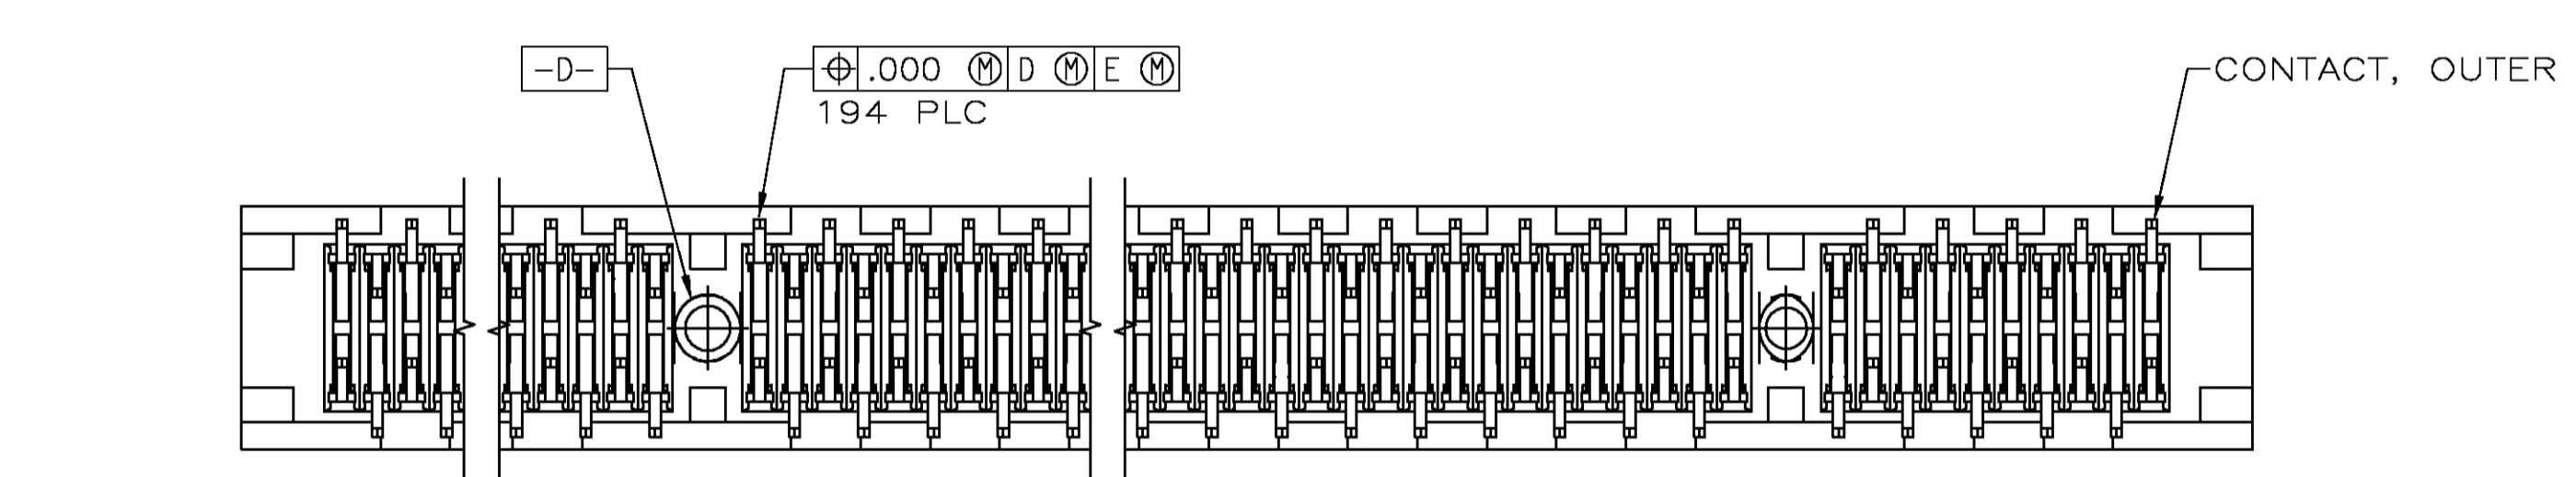 -D-
⌖ .000 Ⓜ D Ⓜ E Ⓜ
194 PLC
CONTACT, OUTER